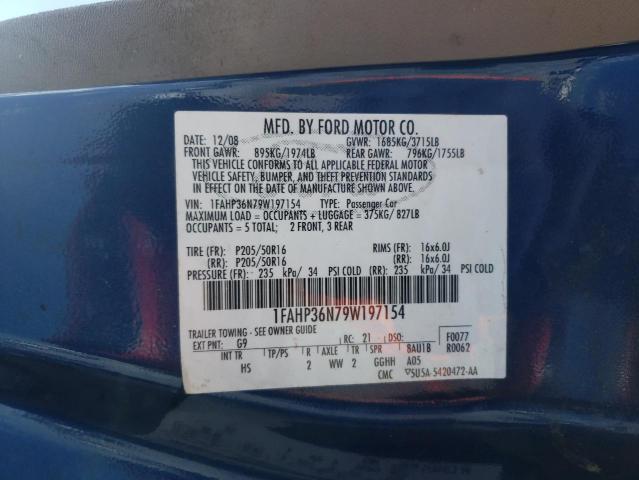 MFD. BY FORD MOTOR CO.
DATE: 12/08 GVWR: 1685KG/3715LB
FRONT GAWR: 895KG/1974LB REAR GAWR: 796KG/1755LB
THIS VEHICLE CONFORMS TO ALL APPLICABLE FEDERAL MOTOR
VEHICLE SAFETY, BUMPER, AND THEFT PREVENTION STANDARDS
IN EFFECT ON THE DATE OF MANUFACTURE SHOWN ABOVE.
VIN: 1FAHP36N79W197154 TYPE: Passenger Car
MAXIMUM LOAD = OCCUPANTS + LUGGAGE = 375KG/ 827LB
OCCUPANTS = 5 TOTAL; 2 FRONT, 3 REAR
TIRE (FR): P205/50R16 RIMS (FR): 16x6.0J
(RR): P205/50R16 (RR): 16x6.0J
PRESSURE (FR): 235 kPa/ 34 PSI COLD (RR): 235 kPa/ 34 PSI COLD
1FAHP36N79W197154
TRAILER TOWING - SEE OWNER GUIDE
EXT PNT: G9 RC: 21 DSO: F0077
INT TR TP/PS R AXLE TR SPR 8AU1B R0062
HS 2 WW 2 GGHH A05
CMC 5U5A-5420472-AA